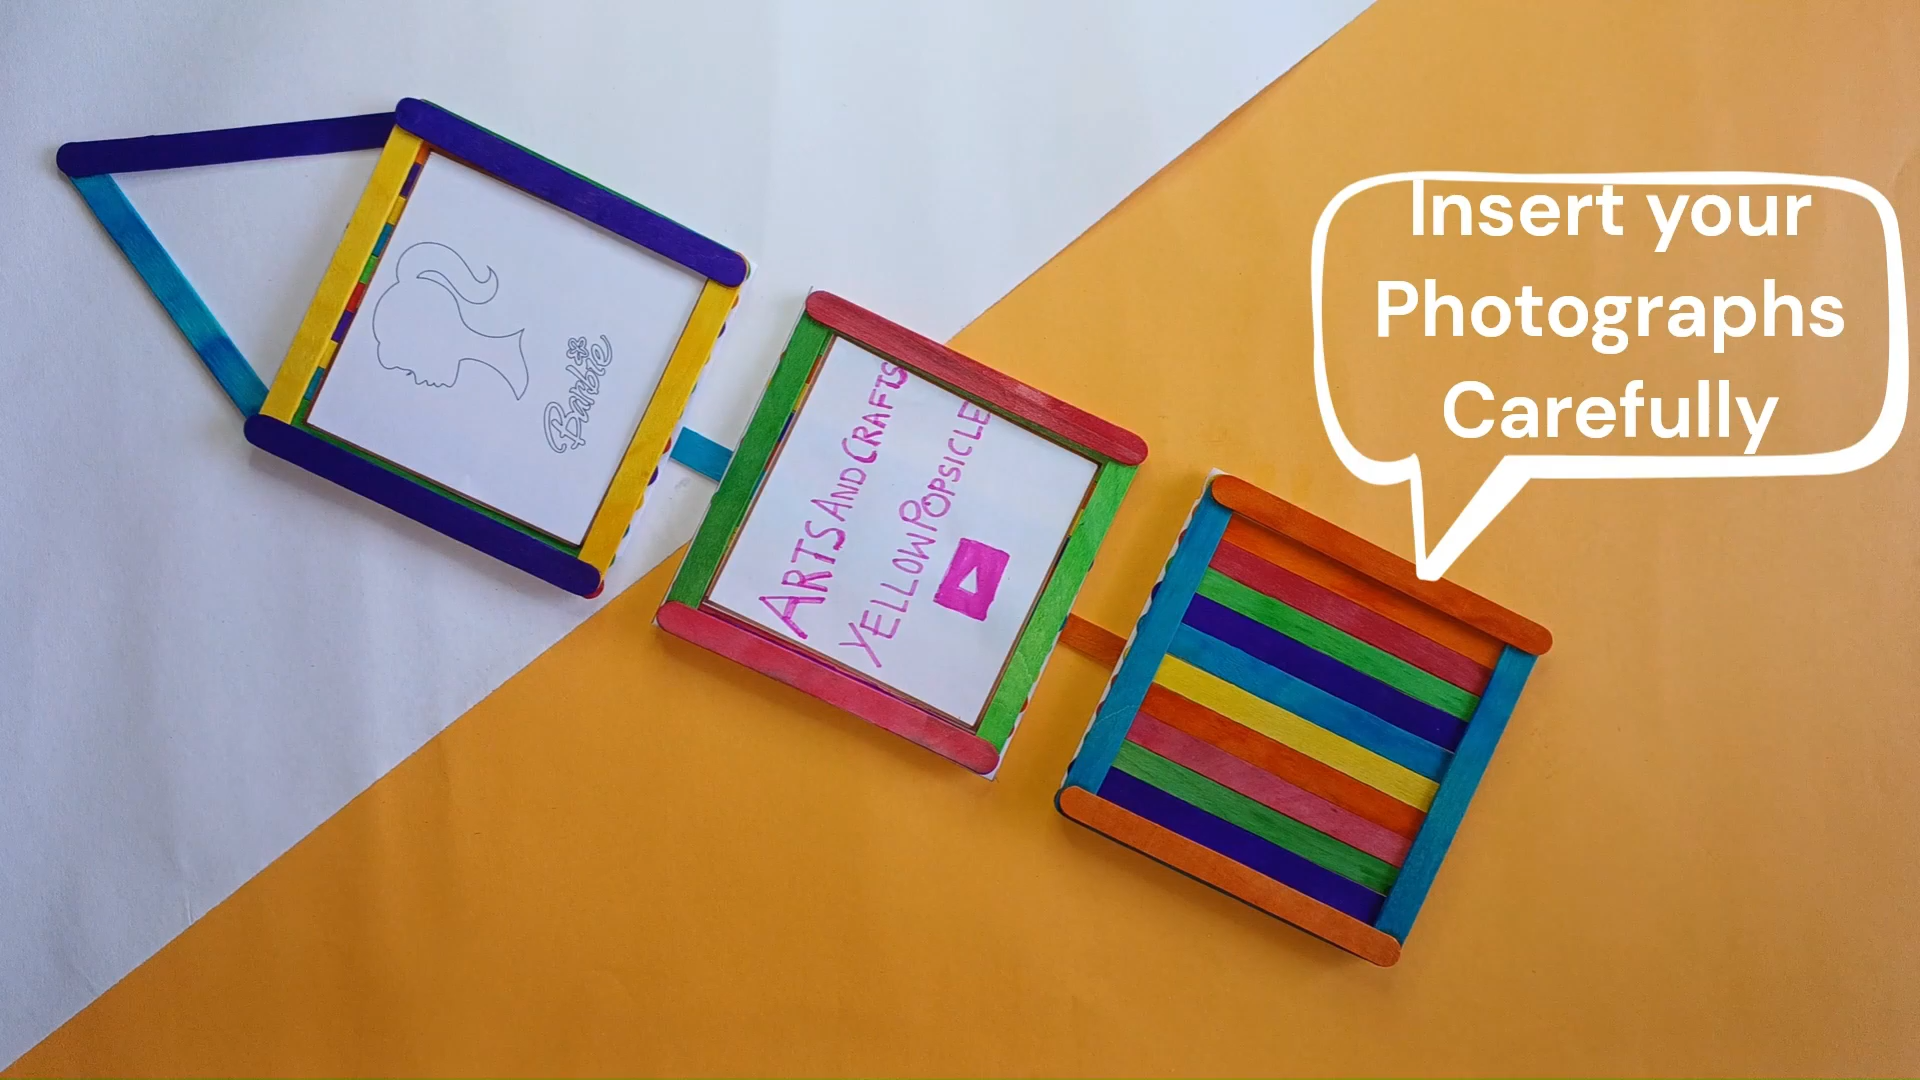 Insert your
Photographs
Carefully
Barbie
ARTS AND CRAFTS
YELLOW POPSICLE